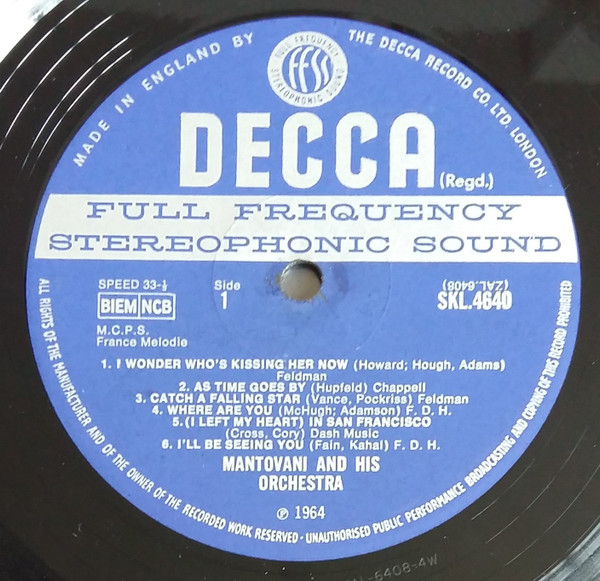 MADE IN ENGLAND BY
THE DECCA RECORD CO. LTD. LONDON
FULL FREQUENCY
ffss
STEREOPHONIC SOUND
DECCA
(Regd.)
FULL FREQUENCY
STEREOPHONIC SOUND
SPEED 33-⅓
BIEM NCB
M.C.P.S.
France Melodie
Side
1
(ZAL.6408)
SKL.4640
1. I WONDER WHO'S KISSING HER NOW (Howard; Hough, Adams)
Feldman
2. AS TIME GOES BY (Hupfeld) Chappell
3. CATCH A FALLING STAR (Vance, Pockriss) Feldman
4. WHERE ARE YOU (McHugh; Adamson) F. D. H.
5. (I LEFT MY HEART) IN SAN FRANCISCO
(Cross, Cory) Dash Music
6. I'LL BE SEEING YOU (Fain, Kahal) F. D. H.
MANTOVANI AND HIS
ORCHESTRA
℗ 1964
ALL RIGHTS OF THE MANUFACTURER AND OF THE OWNER OF THE RECORDED WORK RESERVED - UNAUTHORISED PUBLIC PERFORMANCE BROADCASTING AND COPYING OF THIS RECORD PROHIBITED
-6408-4W